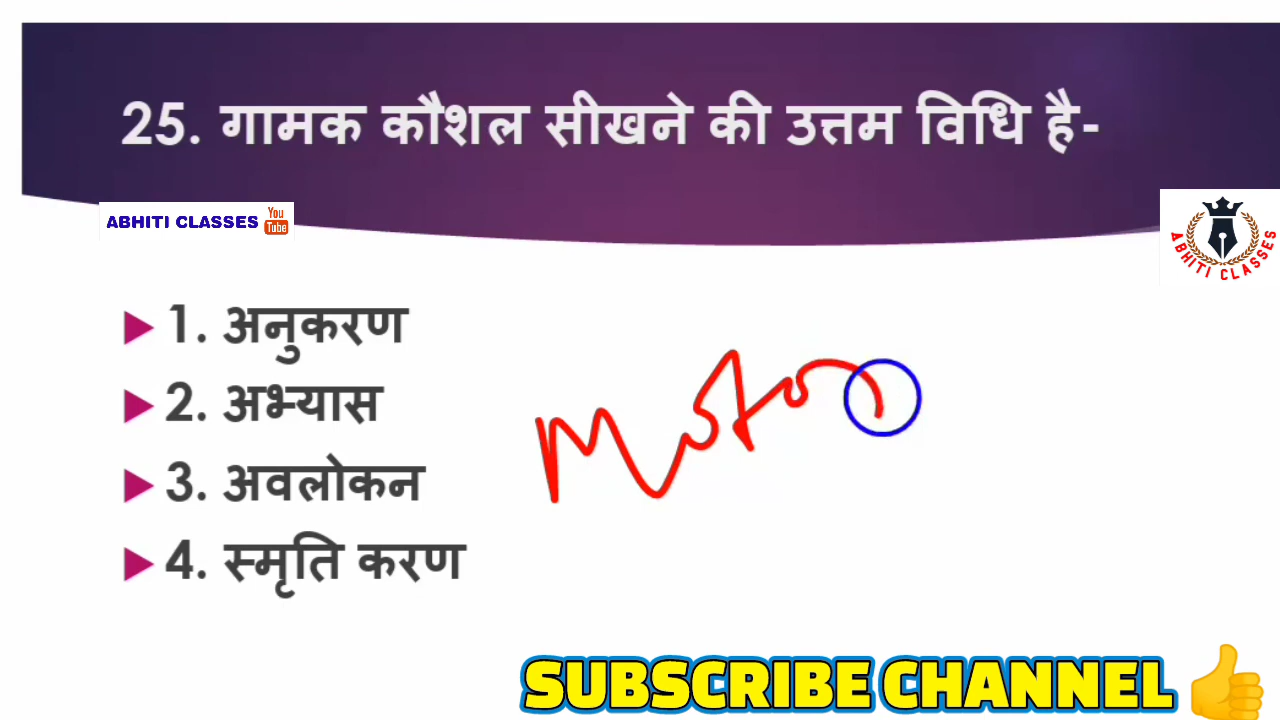 25. गामक कौशल सीखने की उत्तम विधि है-
ABHITI CLASSES You Tube
ABHITI CLASSES
1. अनुकरण
2. अभ्यास
3. अवलोकन
4. स्मृति करण
Motor
SUBSCRIBE CHANNEL